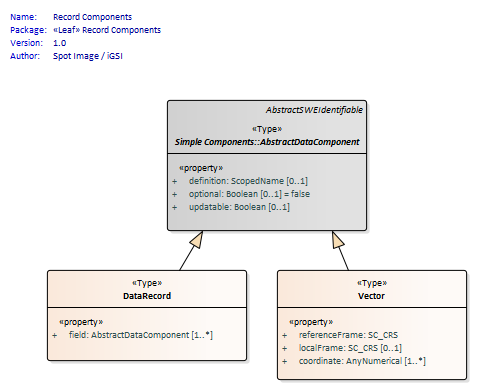 Name: Record Components
Package: «Leaf» Record Components
Version: 1.0
Author: Spot Image / iGSI
AbstractSWEIdentifiable
«Type»
Simple Components::AbstractDataComponent
«property»
+ definition: ScopedName [0..1]
+ optional: Boolean [0..1] = false
+ updatable: Boolean [0..1]
«Type»
DataRecord
«property»
+ field: AbstractDataComponent [1..*]
«Type»
Vector
«property»
+ referenceFrame: SC_CRS
+ localFrame: SC_CRS [0..1]
+ coordinate: AnyNumerical [1..*]